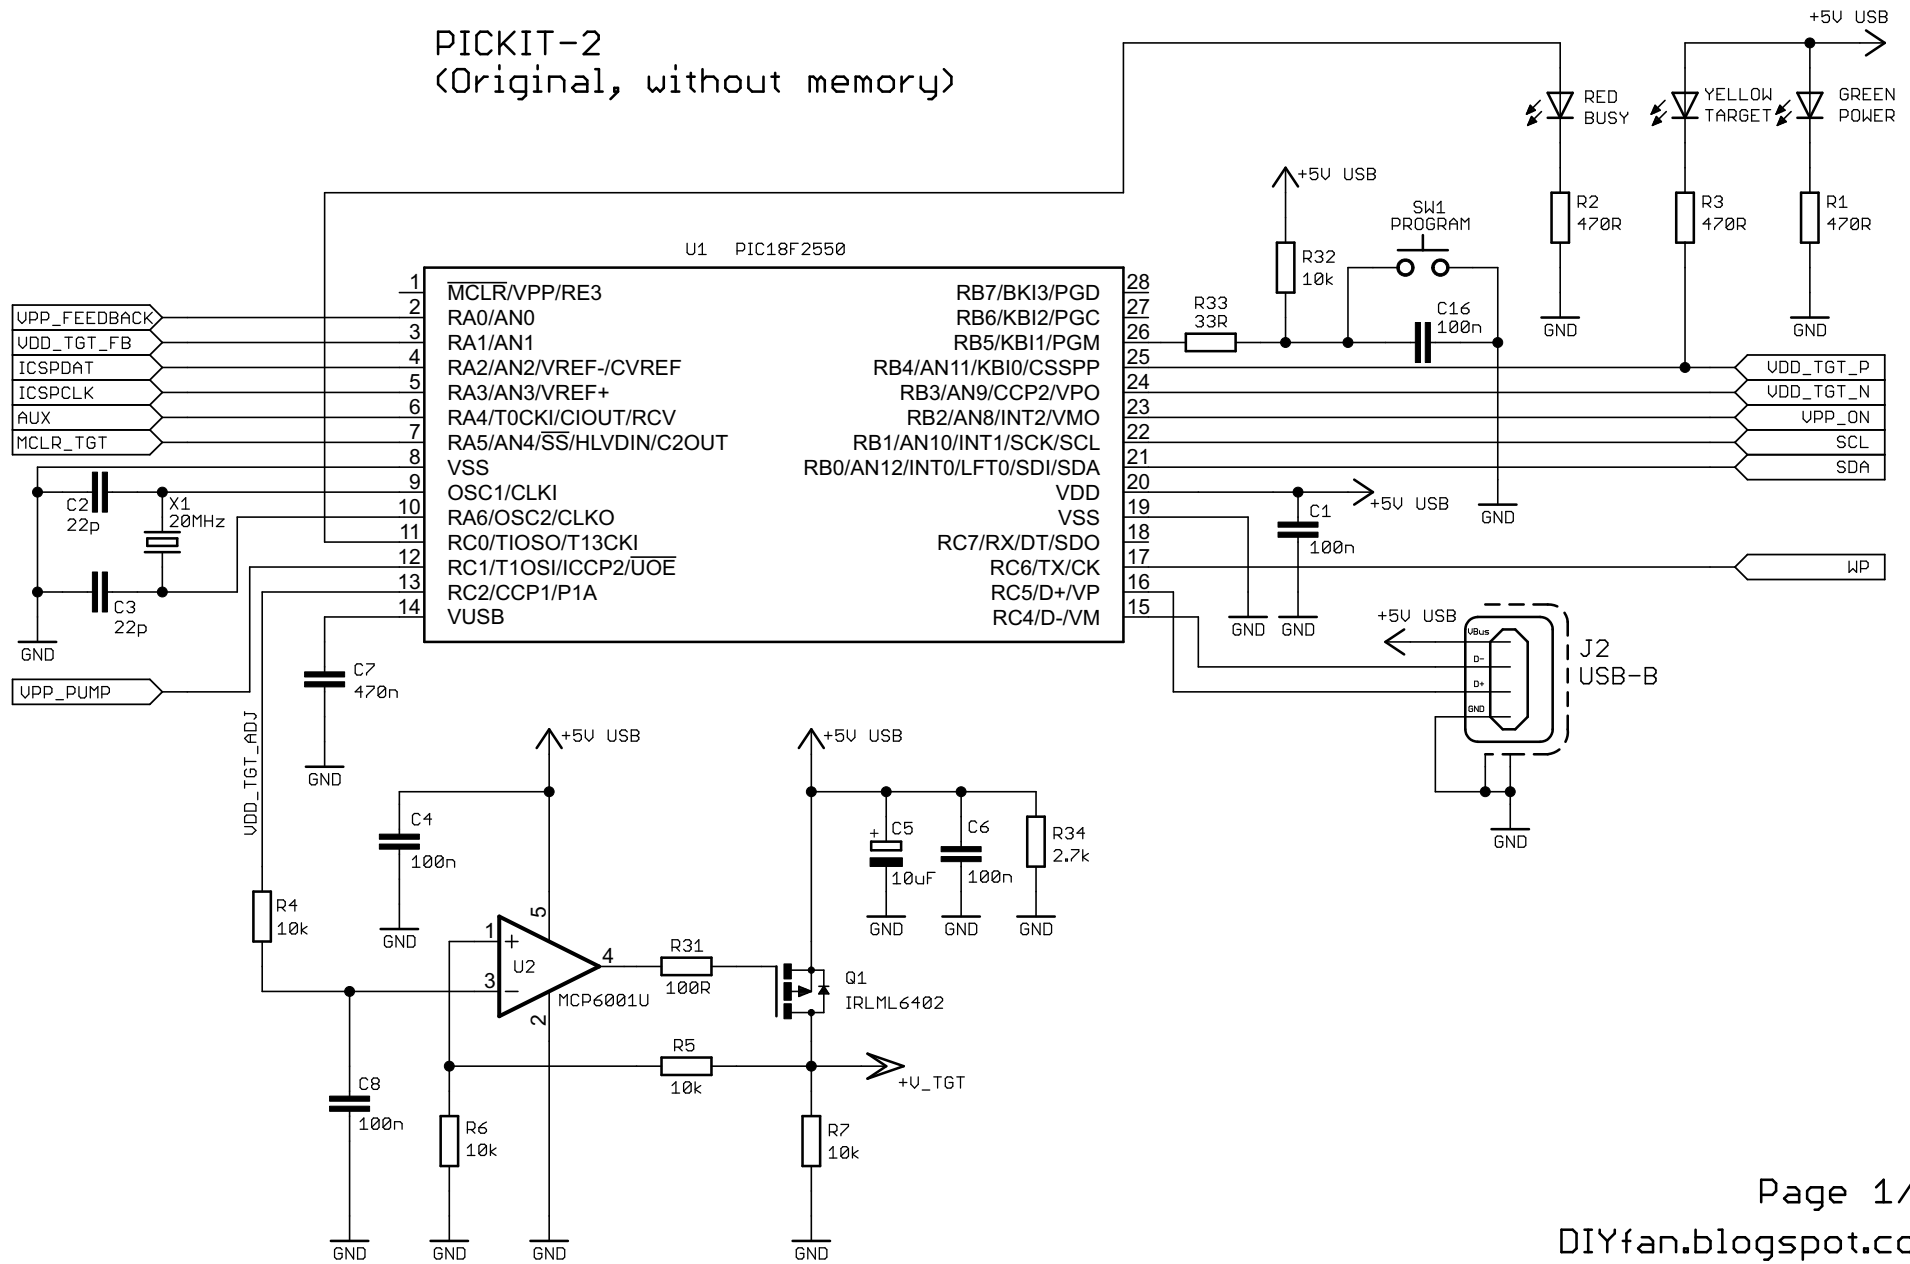 PICKIT-2
(Original, without memory)
+5V USB
RED
BUSY
YELLOW
TARGET
GREEN
POWER
+5V USB
SW1
PROGRAM
R2
470R
R3
470R
R1
470R
U1 PIC18F2550
R32
10k
R33
33R
C16
100n
GND
GND
VPP_FEEDBACK
VDD_TGT_FB
ICSPDAT
ICSPCLK
AUX
MCLR_TGT
1 MCLR/VPP/RE3
2 RA0/AN0
3 RA1/AN1
4 RA2/AN2/VREF-/CVREF
5 RA3/AN3/VREF+
6 RA4/T0CKI/CIOUT/RCV
7 RA5/AN4/SS/HLVDIN/C2OUT
8 VSS
9 OSC1/CLKI
10 RA6/OSC2/CLKO
11 RC0/TIOSO/T13CKI
12 RC1/T1OSI/ICCP2/UOE
13 RC2/CCP1/P1A
14 VUSB
RB7/BKI3/PGD 28
RB6/KBI2/PGC 27
RB5/KBI1/PGM 26
RB4/AN11/KBI0/CSSPP 25
RB3/AN9/CCP2/VPO 24
RB2/AN8/INT2/VMO 23
RB1/AN10/INT1/SCK/SCL 22
RB0/AN12/INT0/LFT0/SDI/SDA 21
VDD 20
VSS 19
RC7/RX/DT/SDO 18
RC6/TX/CK 17
RC5/D+/VP 16
RC4/D-/VM 15
VDD_TGT_P
VDD_TGT_N
VPP_ON
SCL
SDA
C2
22p
X1
20MHz
C3
22p
GND
+5V USB
C1
100n
GND
GND
GND
WP
+5V USB
VBus
D-
D+
GND
J2
USB-B
GND
VPP_PUMP
C7
470n
GND
VDD_TGT_ADJ
+5V USB
+5V USB
C4
100n
GND
C5
+
10uF
GND
C6
100n
GND
R34
2.7k
GND
R4
10k
1
+
3
-
U2
5
4
2
MCP6001U
R31
100R
Q1
IRLML6402
R5
10k
+V_TGT
C8
100n
R6
10k
R7
10k
GND
GND
GND
GND
Page 1/
DIYfan.blogspot.co